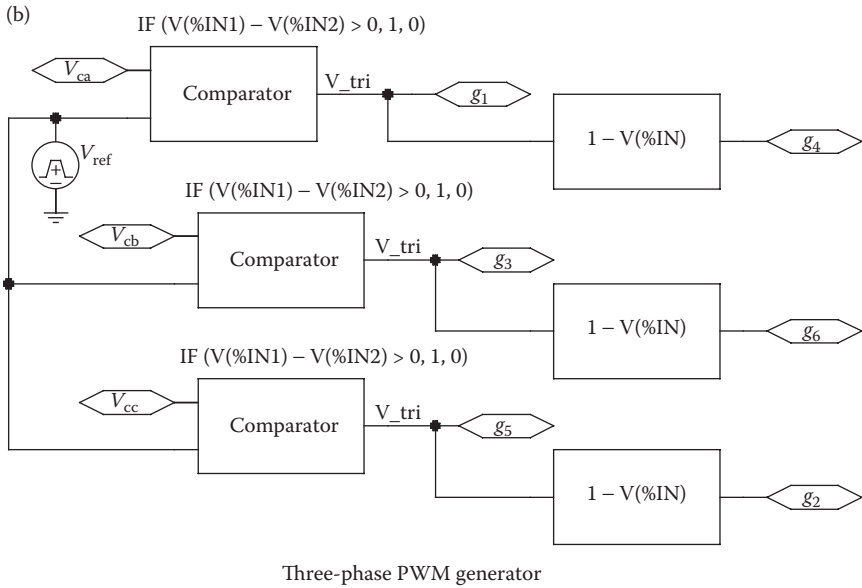 (b)
IF (V(%IN1) – V(%IN2) > 0, 1, 0)
V_ca
Comparator
V_tri
g_1
V_ref
+
–
1 – V(%IN)
g_4
IF (V(%IN1) – V(%IN2) > 0, 1, 0)
V_cb
Comparator
V_tri
g_3
1 – V(%IN)
g_6
IF (V(%IN1) – V(%IN2) > 0, 1, 0)
V_cc
Comparator
V_tri
g_5
1 – V(%IN)
g_2
Three-phase PWM generator